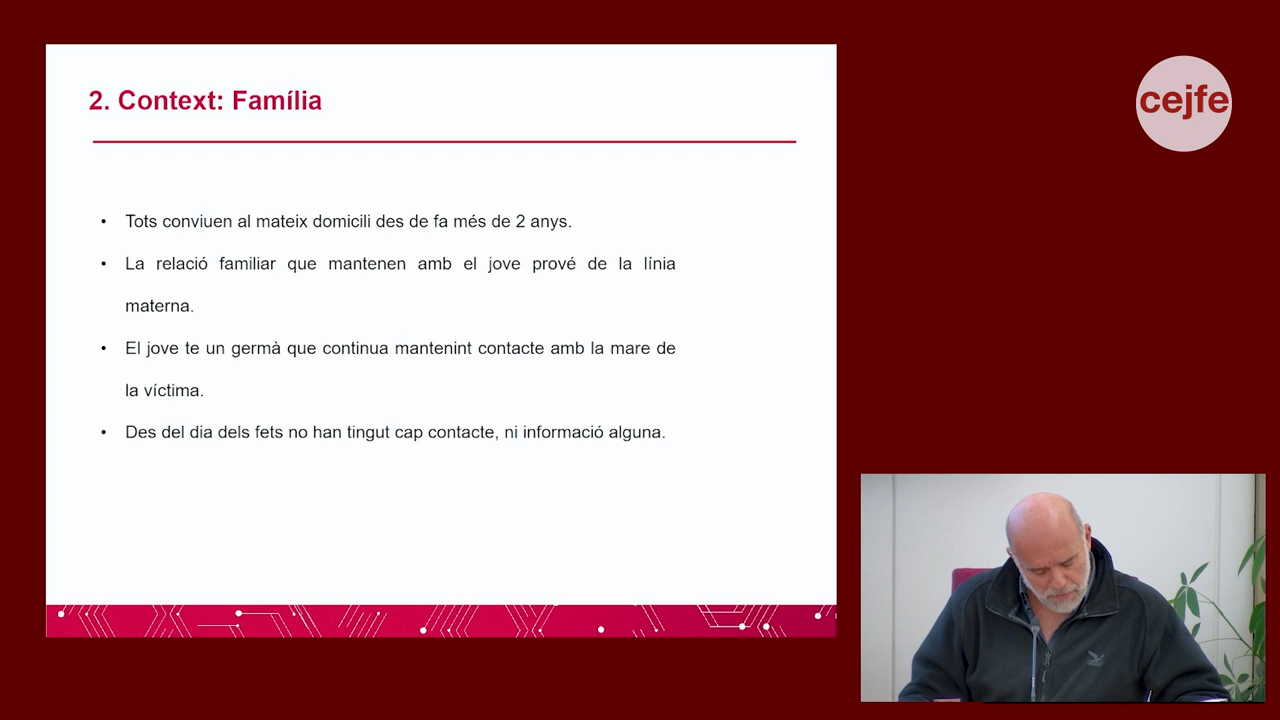 2. Context: Família
• Tots conviuen al mateix domicili des de fa més de 2 anys.
• La relació familiar que mantenen amb el jove prové de la línia
materna.
• El jove te un germà que continua mantenint contacte amb la mare de
la víctima.
• Des del dia dels fets no han tingut cap contacte, ni informació alguna.
cejfe